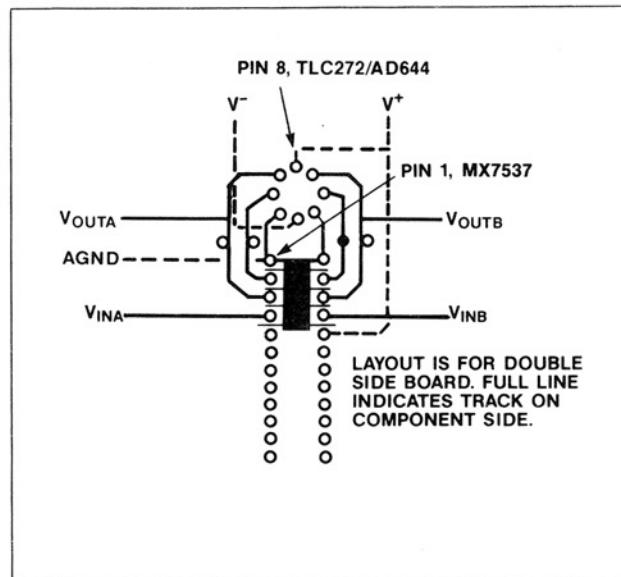 PIN 8, TLC272/AD644
V-
V+
PIN 1, MX7537
VOUTA
VOUTB
AGND
VINA
VINB
LAYOUT IS FOR DOUBLE
SIDE BOARD. FULL LINE
INDICATES TRACK ON
COMPONENT SIDE.